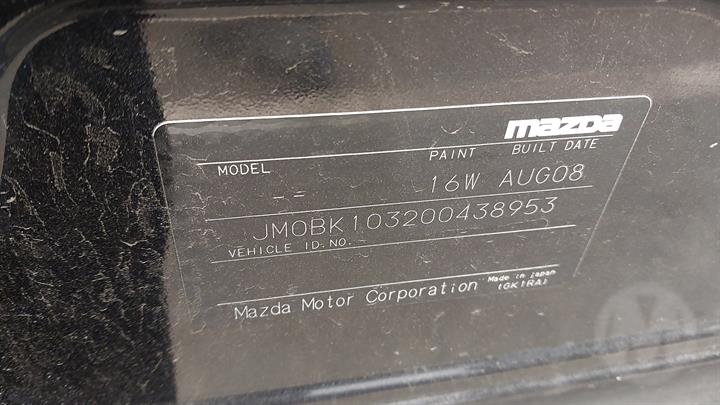 mazda
MODEL PAINT BUILT DATE
-- 16W AUG08
JM0BK103200438953
VEHICLE ID.NO.
Mazda Motor Corporation Made in Japan
(GK1RA)
M